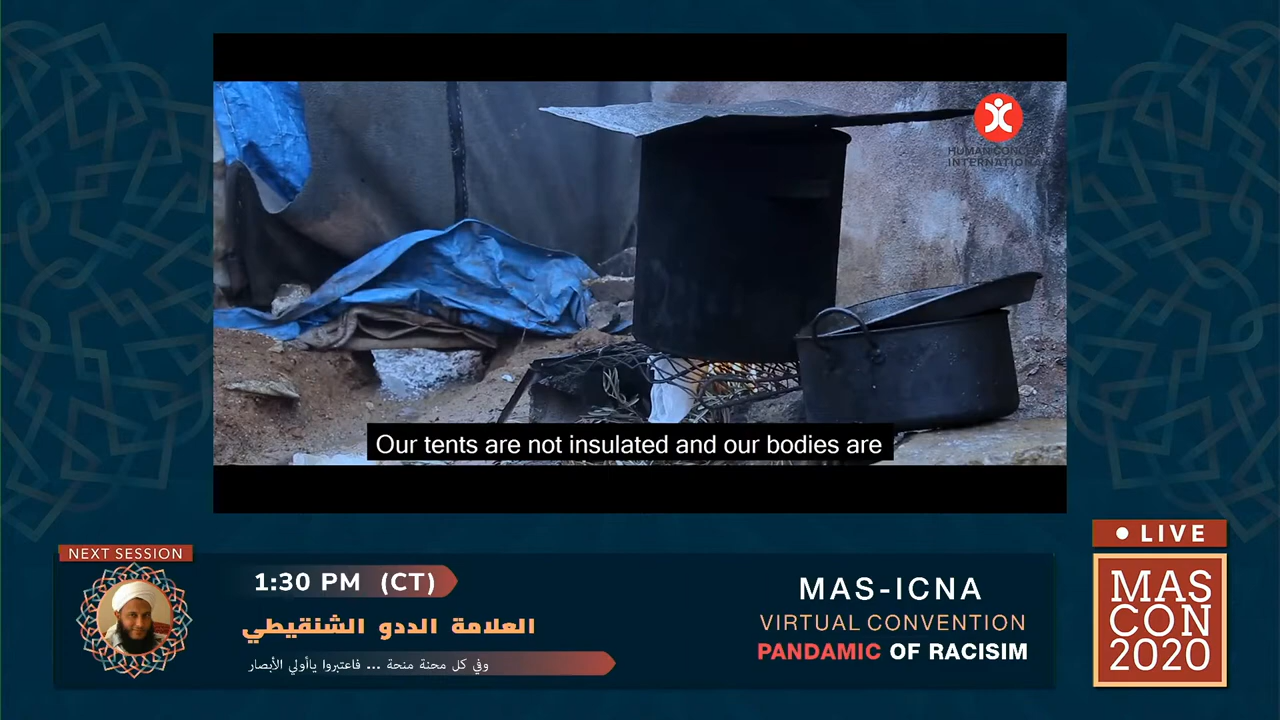 HUMAN CONCERN
INTERNATIONAL
Our tents are not insulated and our bodies are
LIVE
NEXT SESSION
1:30 PM (CT)
العلامة الددو الشنقيطي
وفي كل محنة منحة ... فاعتبروا ياأولي الأبصار
MAS-ICNA
VIRTUAL CONVENTION
PANDAMIC OF RACISIM
MAS
CON
2020